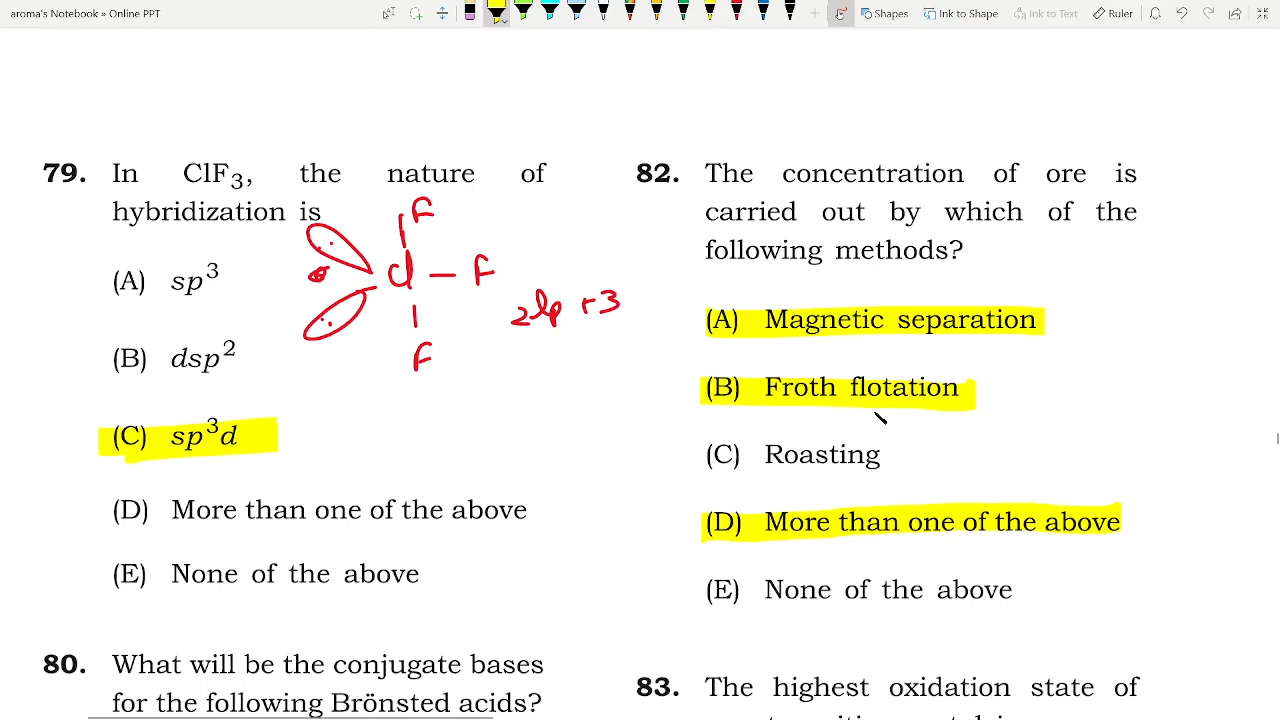 aroma's Notebook » Online PPT
Shapes
Ink to Shape
Ink to Text
Ruler
79. In ClF3, the nature of
hybridization is
(A) sp³
(B) dsp²
(C) sp³d
(D) More than one of the above
(E) None of the above
F
Cl – F
F
2lp + 3
80. What will be the conjugate bases
for the following Brönsted acids?
82. The concentration of ore is
carried out by which of the
following methods?
(A) Magnetic separation
(B) Froth flotation
(C) Roasting
(D) More than one of the above
(E) None of the above
83. The highest oxidation state of